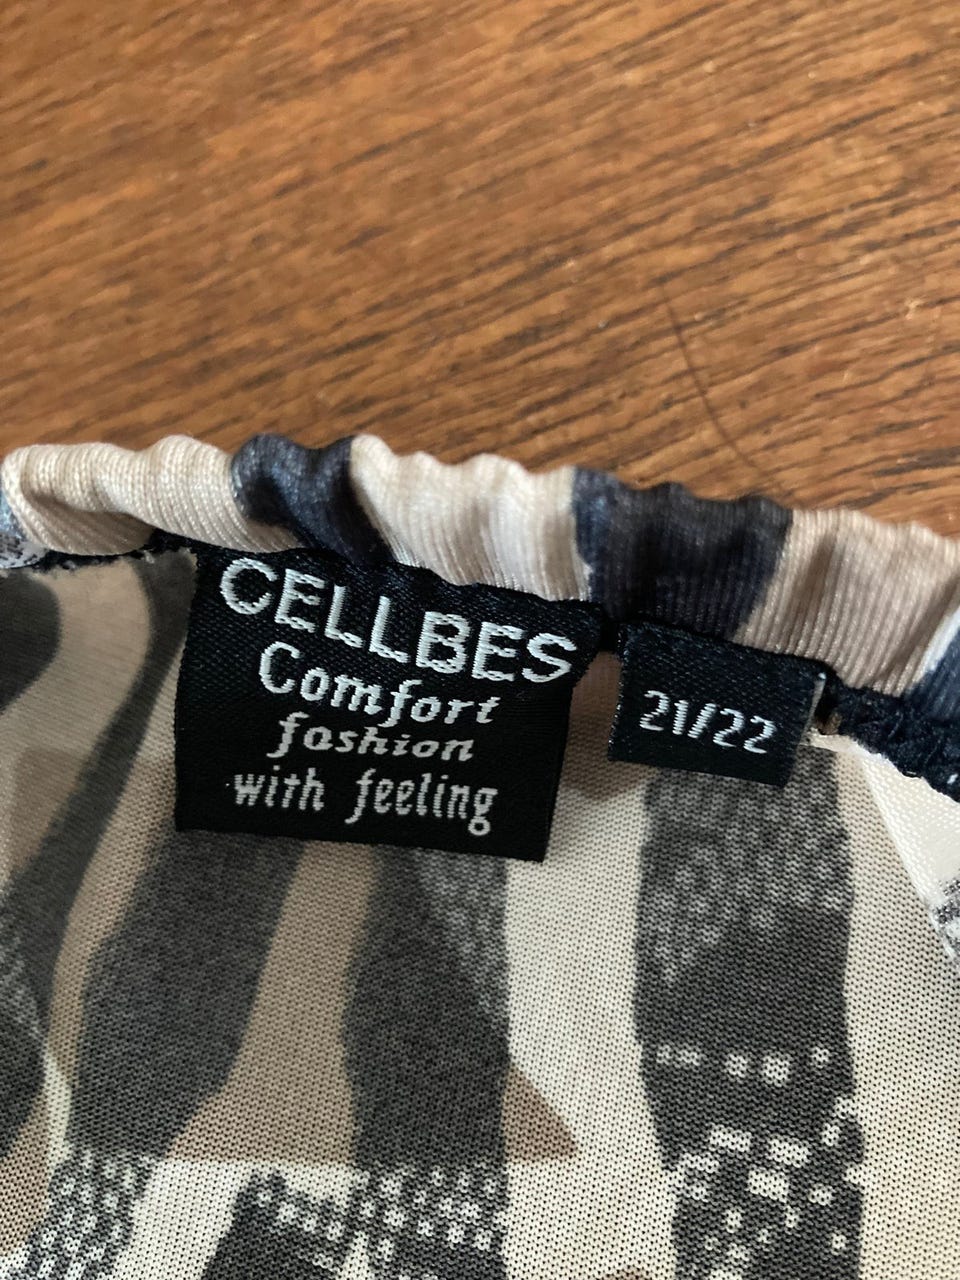 CELLBES
Comfort
fashion
with feeling
21/22